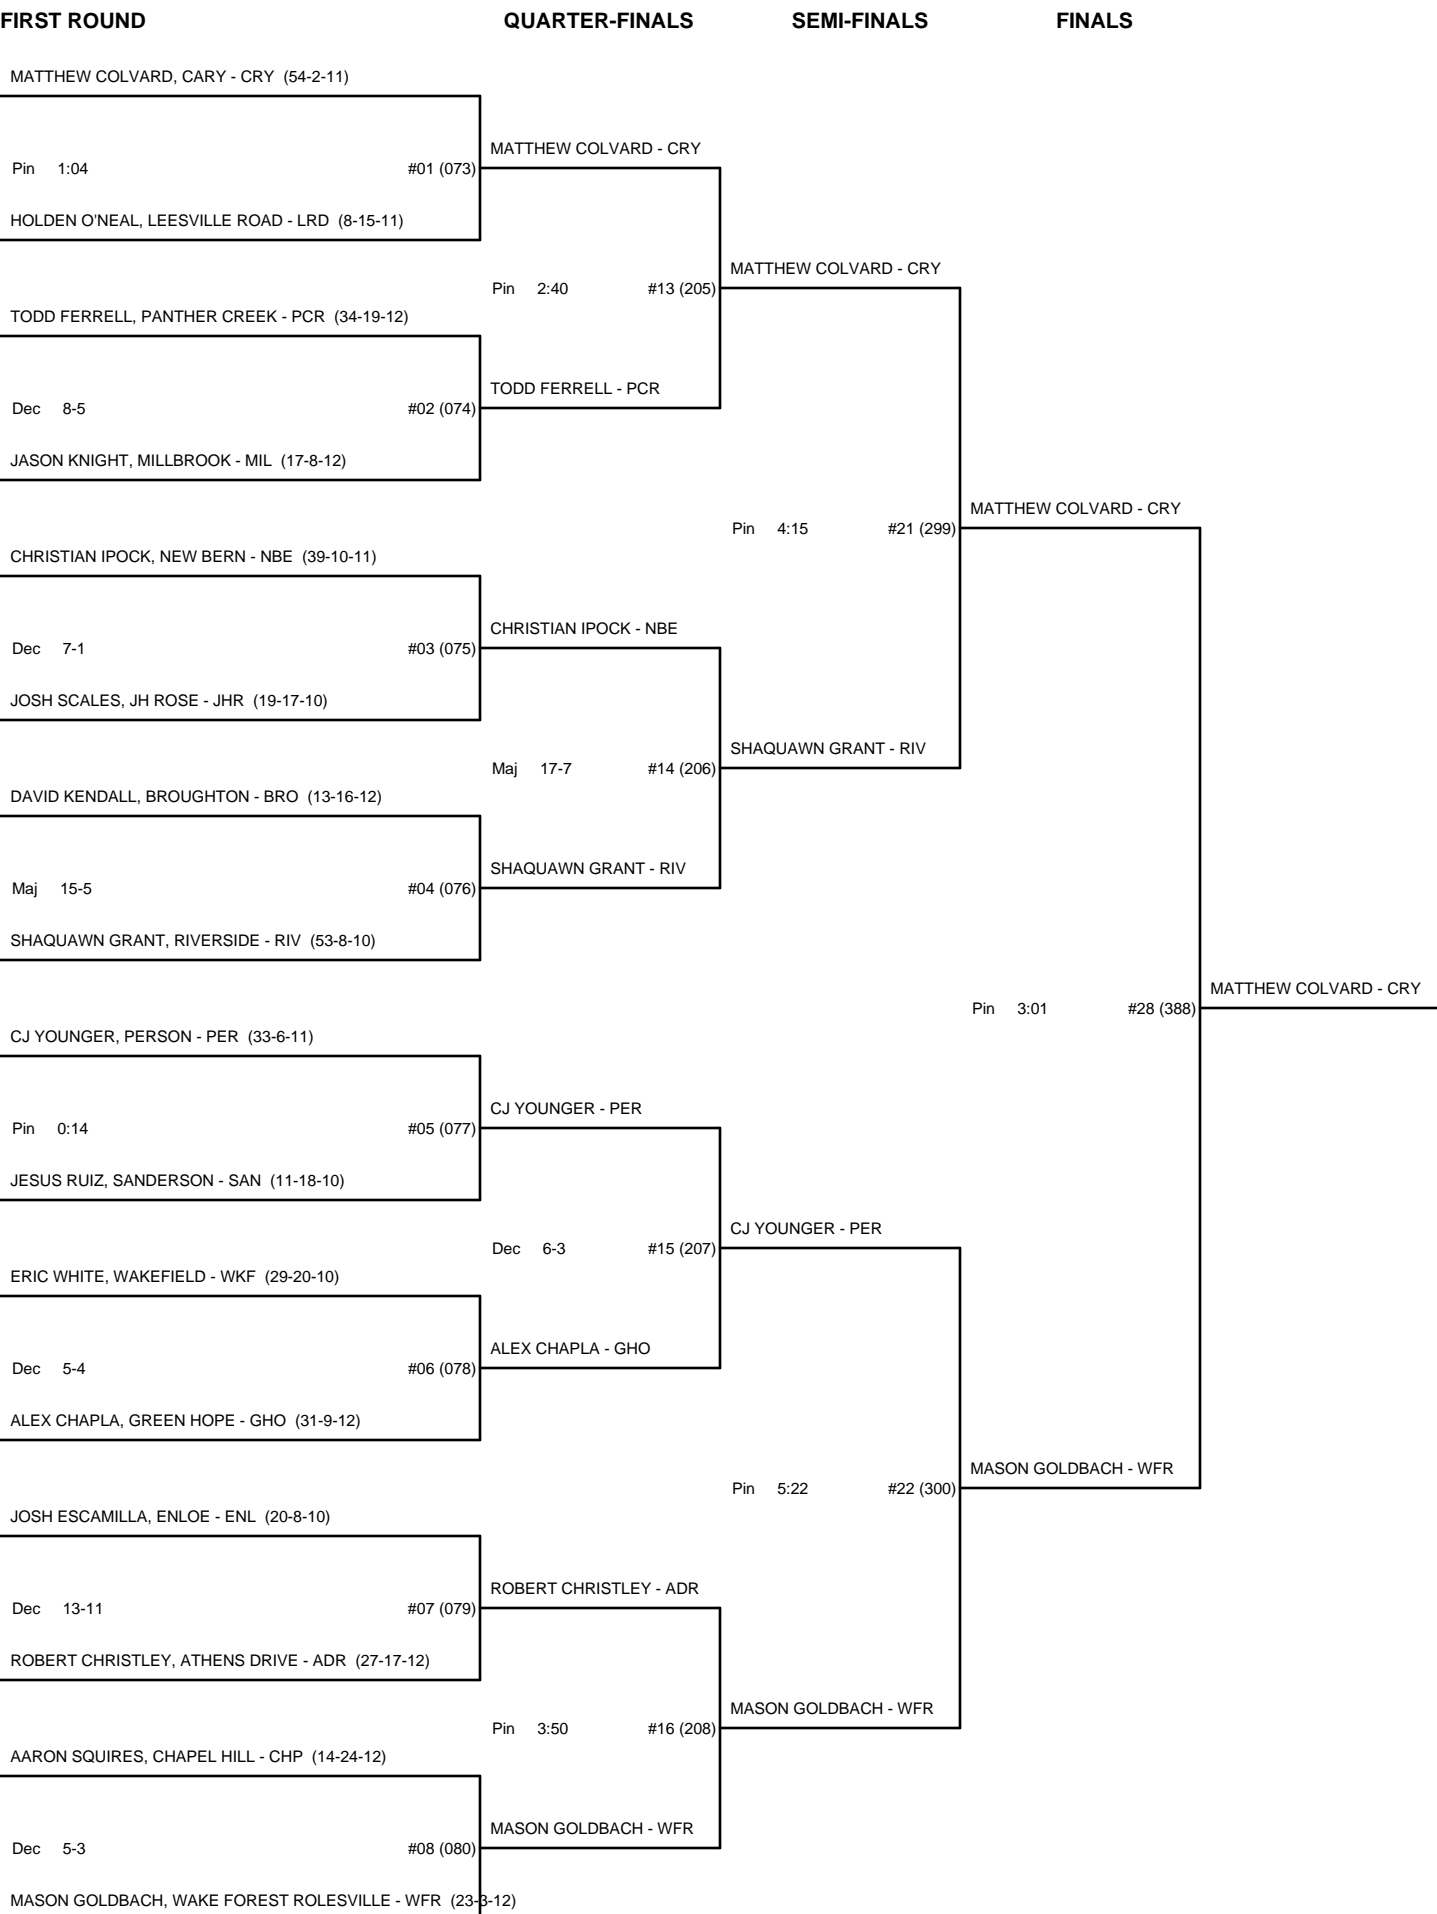 FIRST ROUND QUARTER-FINALS SEMI-FINALS FINALS
MATTHEW COLVARD, CARY - CRY (54-2-11)
MATTHEW COLVARD - CRY
Pin 1:04 #01 (073)
HOLDEN O'NEAL, LEESVILLE ROAD - LRD (8-15-11)
MATTHEW COLVARD - CRY
Pin 2:40 #13 (205)
TODD FERRELL, PANTHER CREEK - PCR (34-19-12)
TODD FERRELL - PCR
Dec 8-5 #02 (074)
JASON KNIGHT, MILLBROOK - MIL (17-8-12)
MATTHEW COLVARD - CRY
Pin 4:15 #21 (299)
CHRISTIAN IPOCK, NEW BERN - NBE (39-10-11)
CHRISTIAN IPOCK - NBE
Dec 7-1 #03 (075)
JOSH SCALES, JH ROSE - JHR (19-17-10)
SHAQUAWN GRANT - RIV
Maj 17-7 #14 (206)
DAVID KENDALL, BROUGHTON - BRO (13-16-12)
SHAQUAWN GRANT - RIV
Maj 15-5 #04 (076)
SHAQUAWN GRANT, RIVERSIDE - RIV (53-8-10)
MATTHEW COLVARD - CRY
Pin 3:01 #28 (388)
CJ YOUNGER, PERSON - PER (33-6-11)
CJ YOUNGER - PER
Pin 0:14 #05 (077)
JESUS RUIZ, SANDERSON - SAN (11-18-10)
CJ YOUNGER - PER
Dec 6-3 #15 (207)
ERIC WHITE, WAKEFIELD - WKF (29-20-10)
ALEX CHAPLA - GHO
Dec 5-4 #06 (078)
ALEX CHAPLA, GREEN HOPE - GHO (31-9-12)
MASON GOLDBACH - WFR
Pin 5:22 #22 (300)
JOSH ESCAMILLA, ENLOE - ENL (20-8-10)
ROBERT CHRISTLEY - ADR
Dec 13-11 #07 (079)
ROBERT CHRISTLEY, ATHENS DRIVE - ADR (27-17-12)
MASON GOLDBACH - WFR
Pin 3:50 #16 (208)
AARON SQUIRES, CHAPEL HILL - CHP (14-24-12)
MASON GOLDBACH - WFR
Dec 5-3 #08 (080)
MASON GOLDBACH, WAKE FOREST ROLESVILLE - WFR (23-3-12)